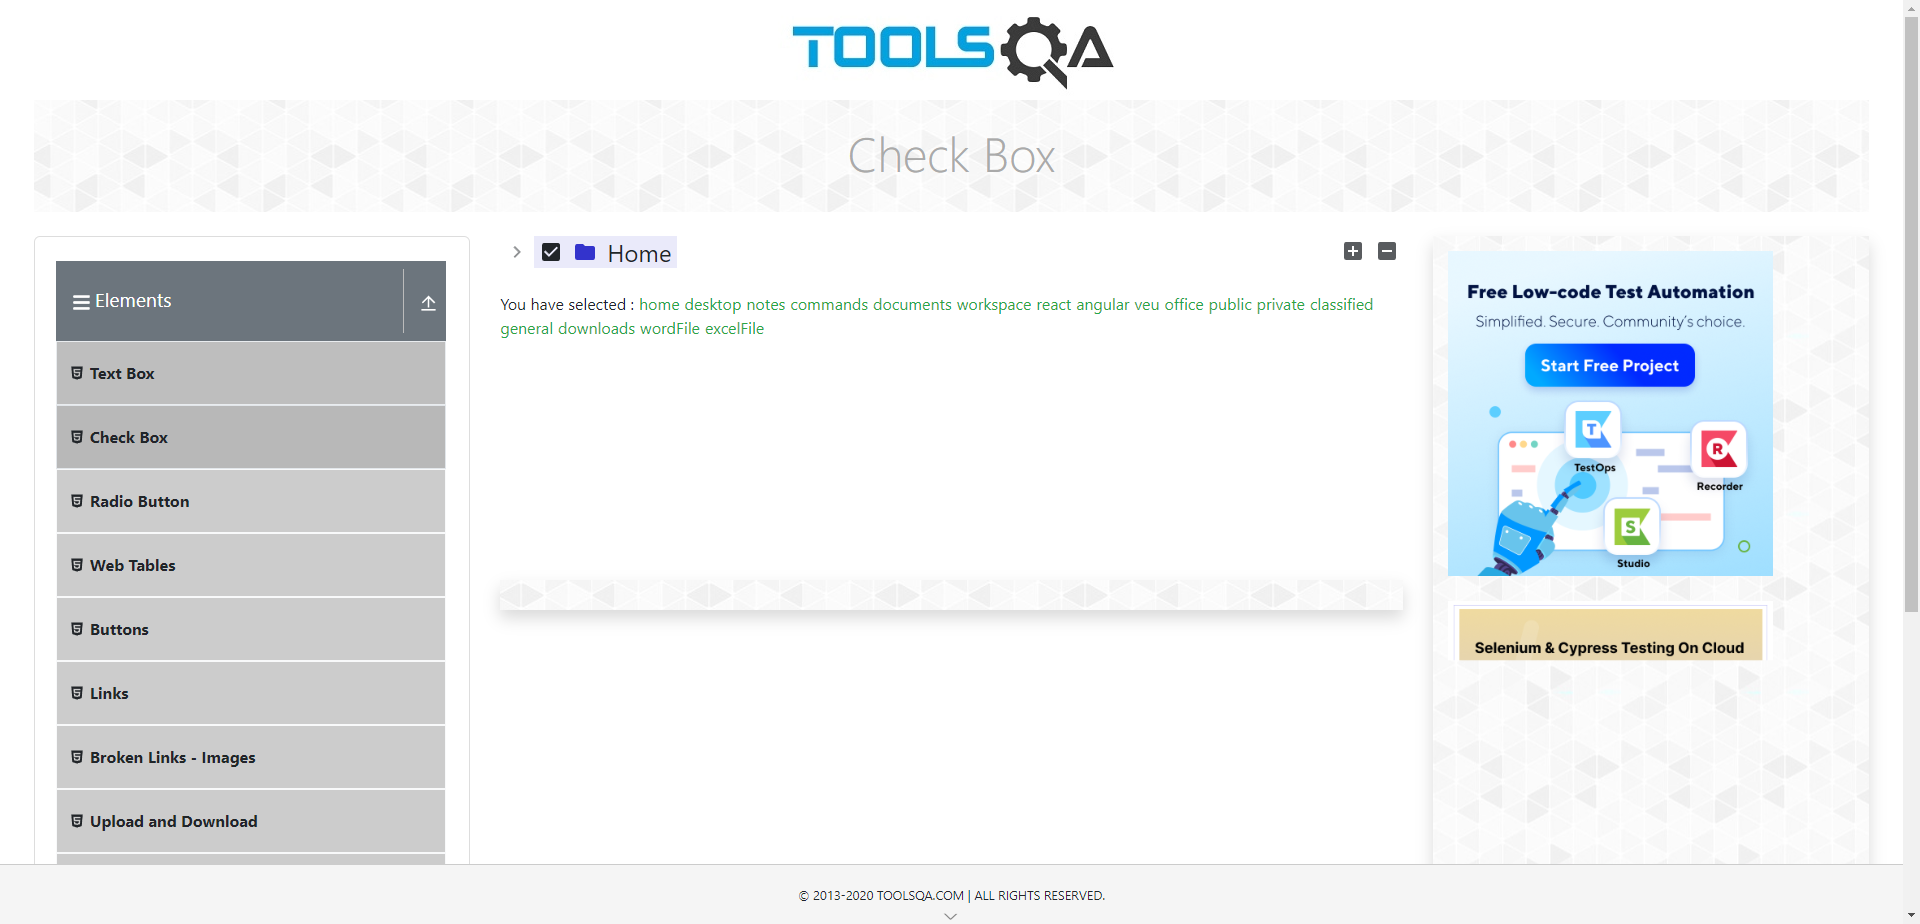 TOOLSQA
Check Box
Elements
Text Box
Check Box
Radio Button
Web Tables
Buttons
Links
Broken Links - Images
Upload and Download
Home
You have selected : home desktop notes commands documents workspace react angular veu office public private classified
general downloads wordFile excelFile
Free Low-code Test Automation
Simplified. Secure. Community's choice.
Start Free Project
T
TestOps
R
Recorder
S
Studio
Selenium & Cypress Testing On Cloud
© 2013-2020 TOOLSQA.COM | ALL RIGHTS RESERVED.